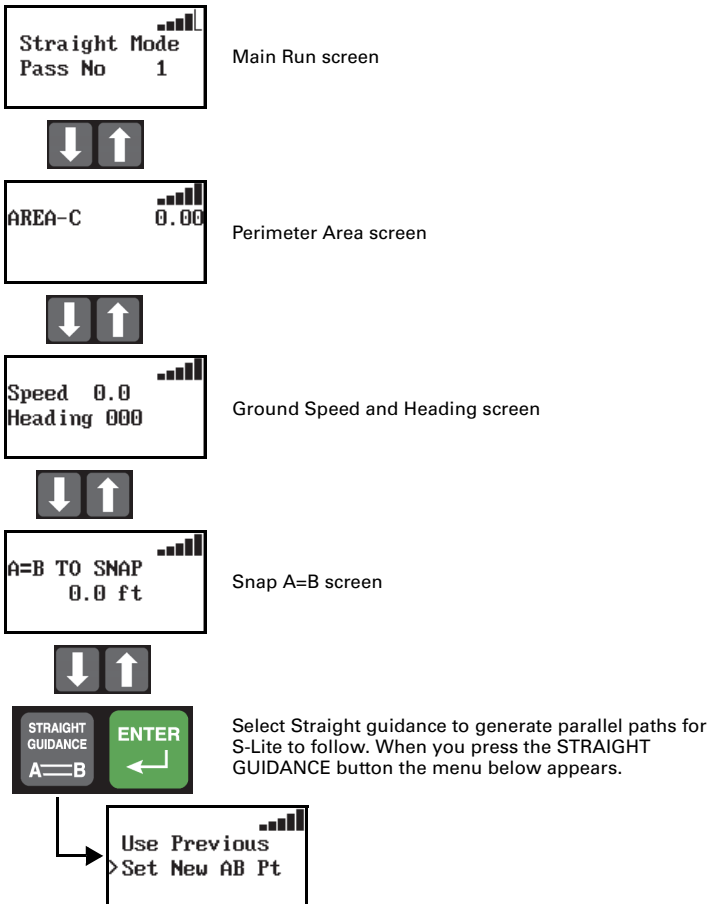 Straight Mode
Pass No 1
Main Run screen
AREA-C 0.00
Perimeter Area screen
Speed 0.0
Heading 000
Ground Speed and Heading screen
A=B TO SNAP
0.0 ft
Snap A=B screen
STRAIGHT
GUIDANCE
A B
ENTER
Select Straight guidance to generate parallel paths for
S-Lite to follow. When you press the STRAIGHT
GUIDANCE button the menu below appears.
Use Previous
>Set New AB Pt